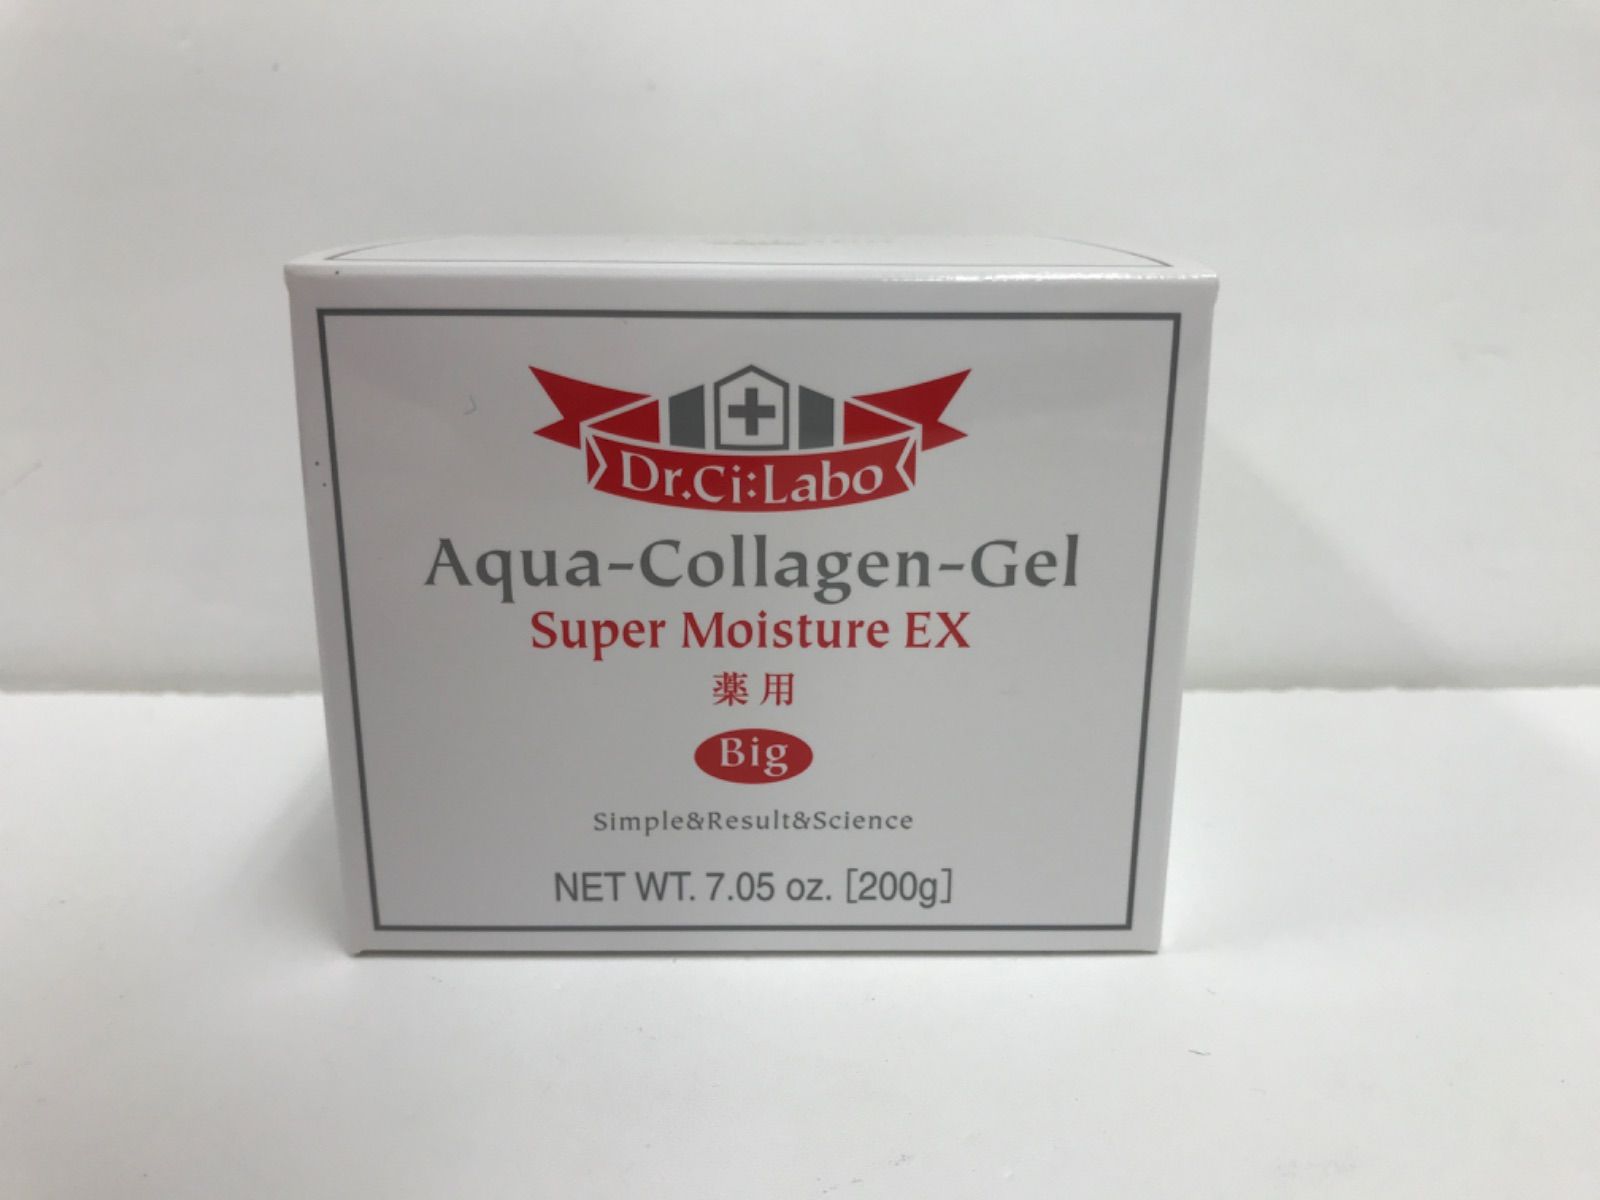 Dr.Ci:Labo
Aqua-Collagen-Gel
Super Moisture EX
薬用
Big
Simple&Result&Science
NET WT. 7.05 oz. [200g]